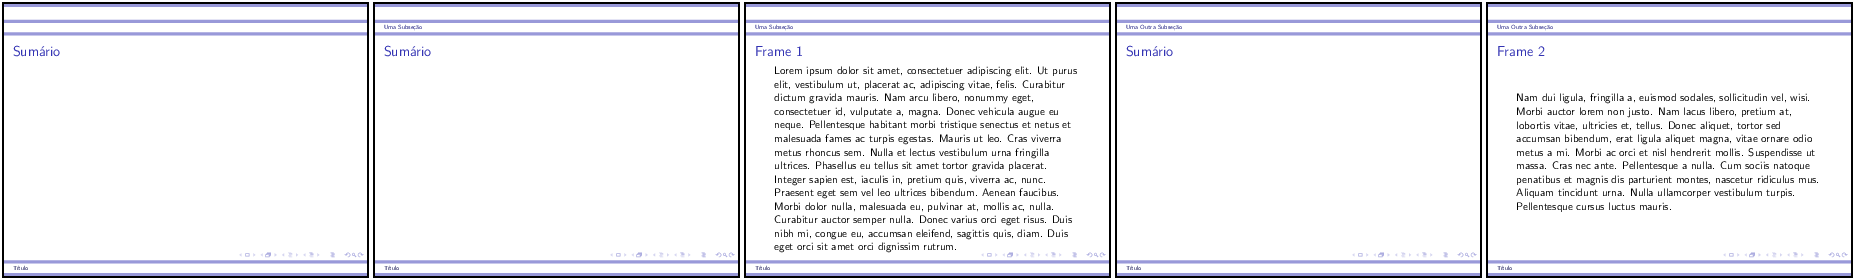 Sumário
Título
Uma Subseção
Sumário
Título
Uma Subseção
Frame 1
Lorem ipsum dolor sit amet, consectetuer adipiscing elit. Ut purus
elit, vestibulum ut, placerat ac, adipiscing vitae, felis. Curabitur
dictum gravida mauris. Nam arcu libero, nonummy eget,
consectetuer id, vulputate a, magna. Donec vehicula augue eu
neque. Pellentesque habitant morbi tristique senectus et netus et
malesuada fames ac turpis egestas. Mauris ut leo. Cras viverra
metus rhoncus sem. Nulla et lectus vestibulum urna fringilla
ultrices. Phasellus eu tellus sit amet tortor gravida placerat.
Integer sapien est, iaculis in, pretium quis, viverra ac, nunc.
Praesent eget sem vel leo ultrices bibendum. Aenean faucibus.
Morbi dolor nulla, malesuada eu, pulvinar at, mollis ac, nulla.
Curabitur auctor semper nulla. Donec varius orci eget risus. Duis
nibh mi, congue eu, accumsan eleifend, sagittis quis, diam. Duis
eget orci sit amet orci dignissim rutrum.
Título
Uma Outra Subseção
Sumário
Título
Uma Outra Subseção
Frame 2
Nam dui ligula, fringilla a, euismod sodales, sollicitudin vel, wisi.
Morbi auctor lorem non justo. Nam lacus libero, pretium at,
lobortis vitae, ultricies et, tellus. Donec aliquet, tortor sed
accumsan bibendum, erat ligula aliquet magna, vitae ornare odio
metus a mi. Morbi ac orci et nisl hendrerit mollis. Suspendisse ut
massa. Cras nec ante. Pellentesque a nulla. Cum sociis natoque
penatibus et magnis dis parturient montes, nascetur ridiculus mus.
Aliquam tincidunt urna. Nulla ullamcorper vestibulum turpis.
Pellentesque cursus luctus mauris.
Título